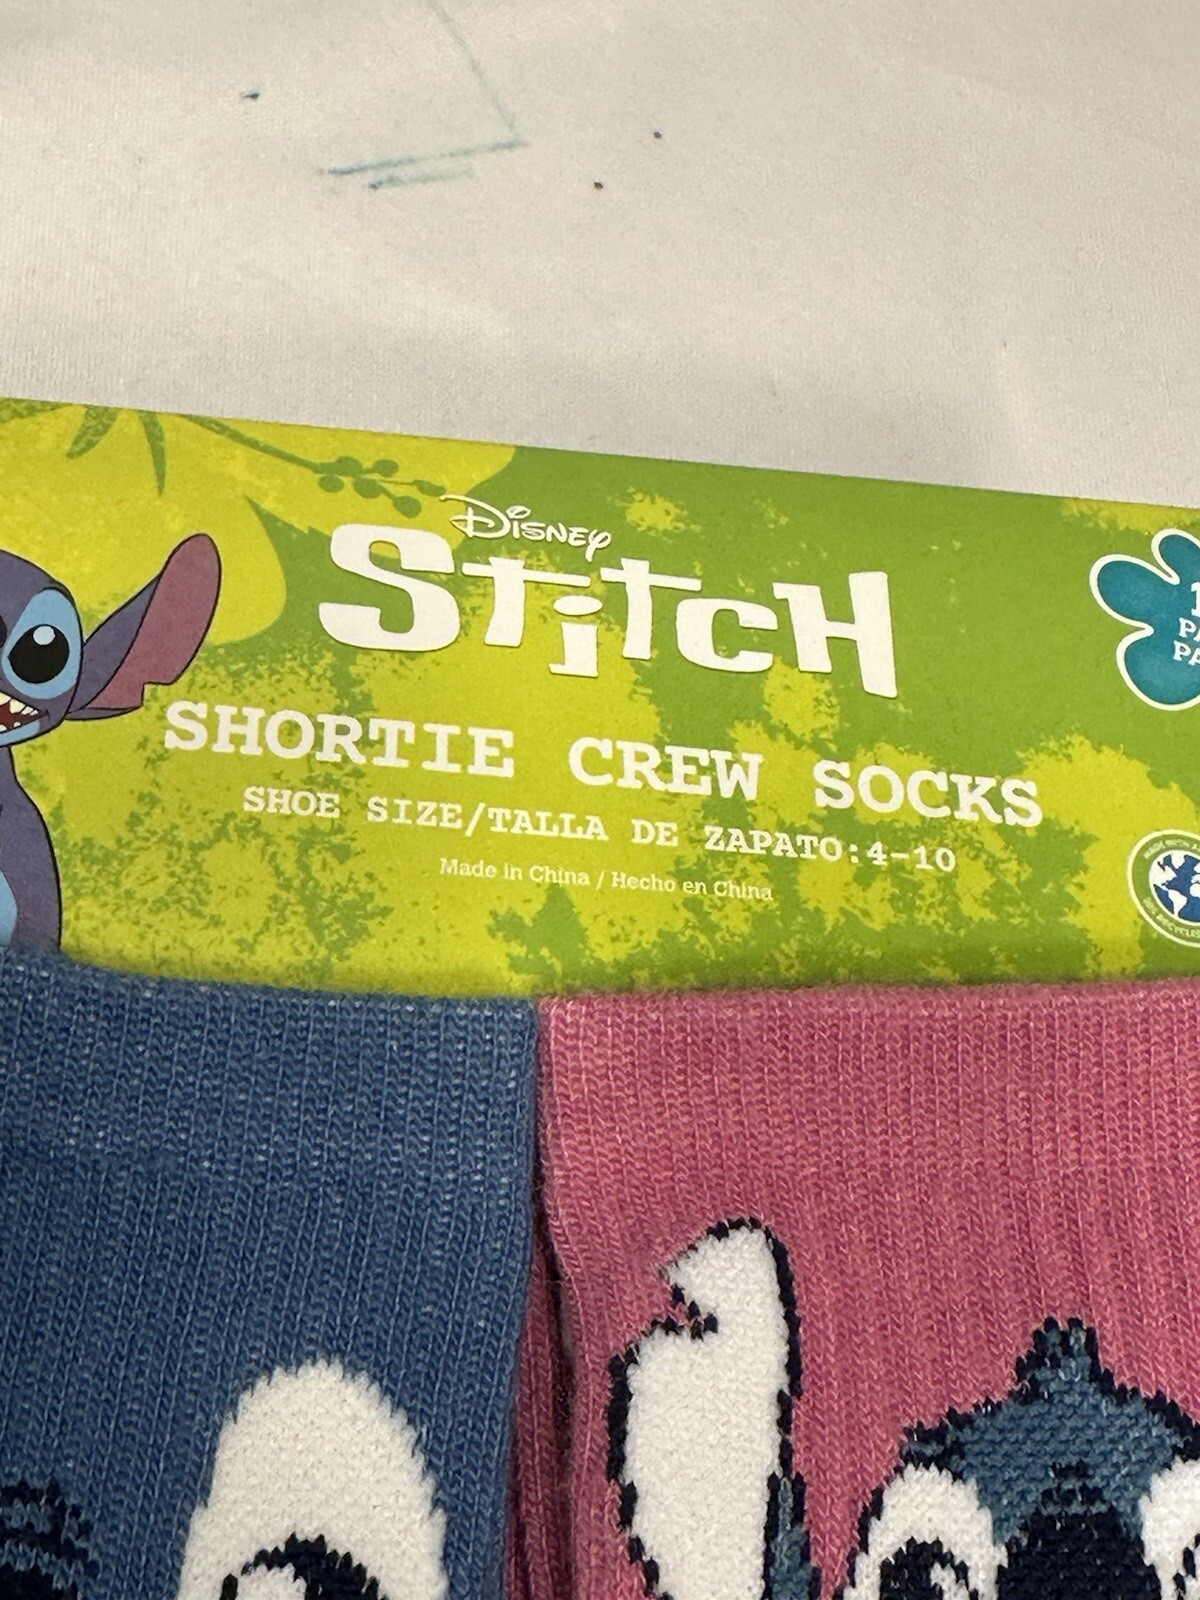 Disney
Stitch
SHORTIE CREW SOCKS
SHOE SIZE/TALLA DE ZAPATO:4-10
Made in China / Hecho en China